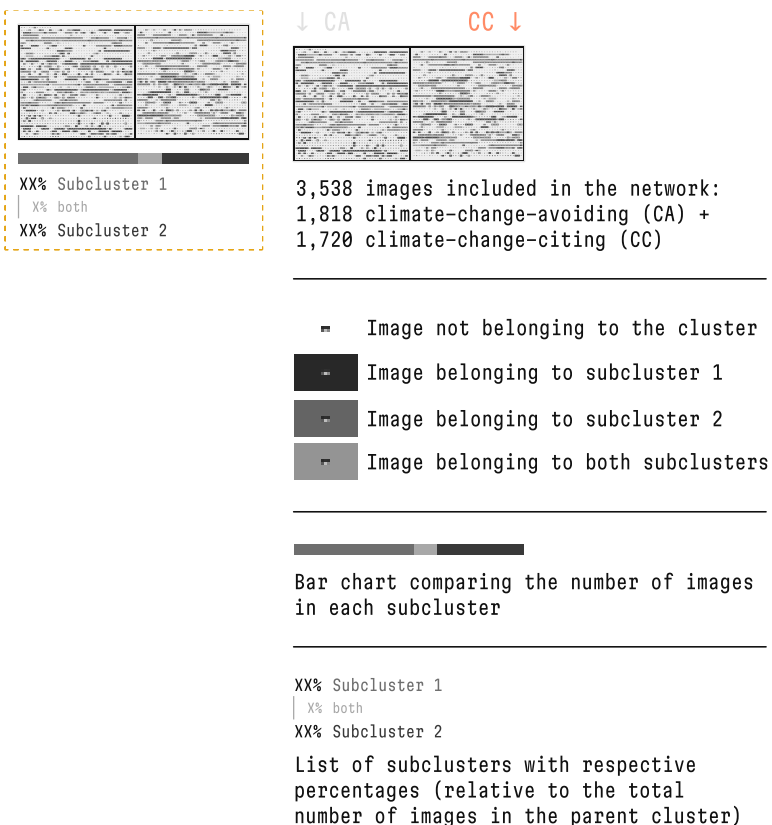 XX% Subcluster 1
X% both
XX% Subcluster 2
↓ CA
CC ↓
3,538 images included in the network:
1,818 climate-change-avoiding (CA) +
1,720 climate-change-citing (CC)
Image not belonging to the cluster
Image belonging to subcluster 1
Image belonging to subcluster 2
Image belonging to both subclusters
Bar chart comparing the number of images
in each subcluster
XX% Subcluster 1
X% both
XX% Subcluster 2
List of subclusters with respective
percentages (relative to the total
number of images in the parent cluster)